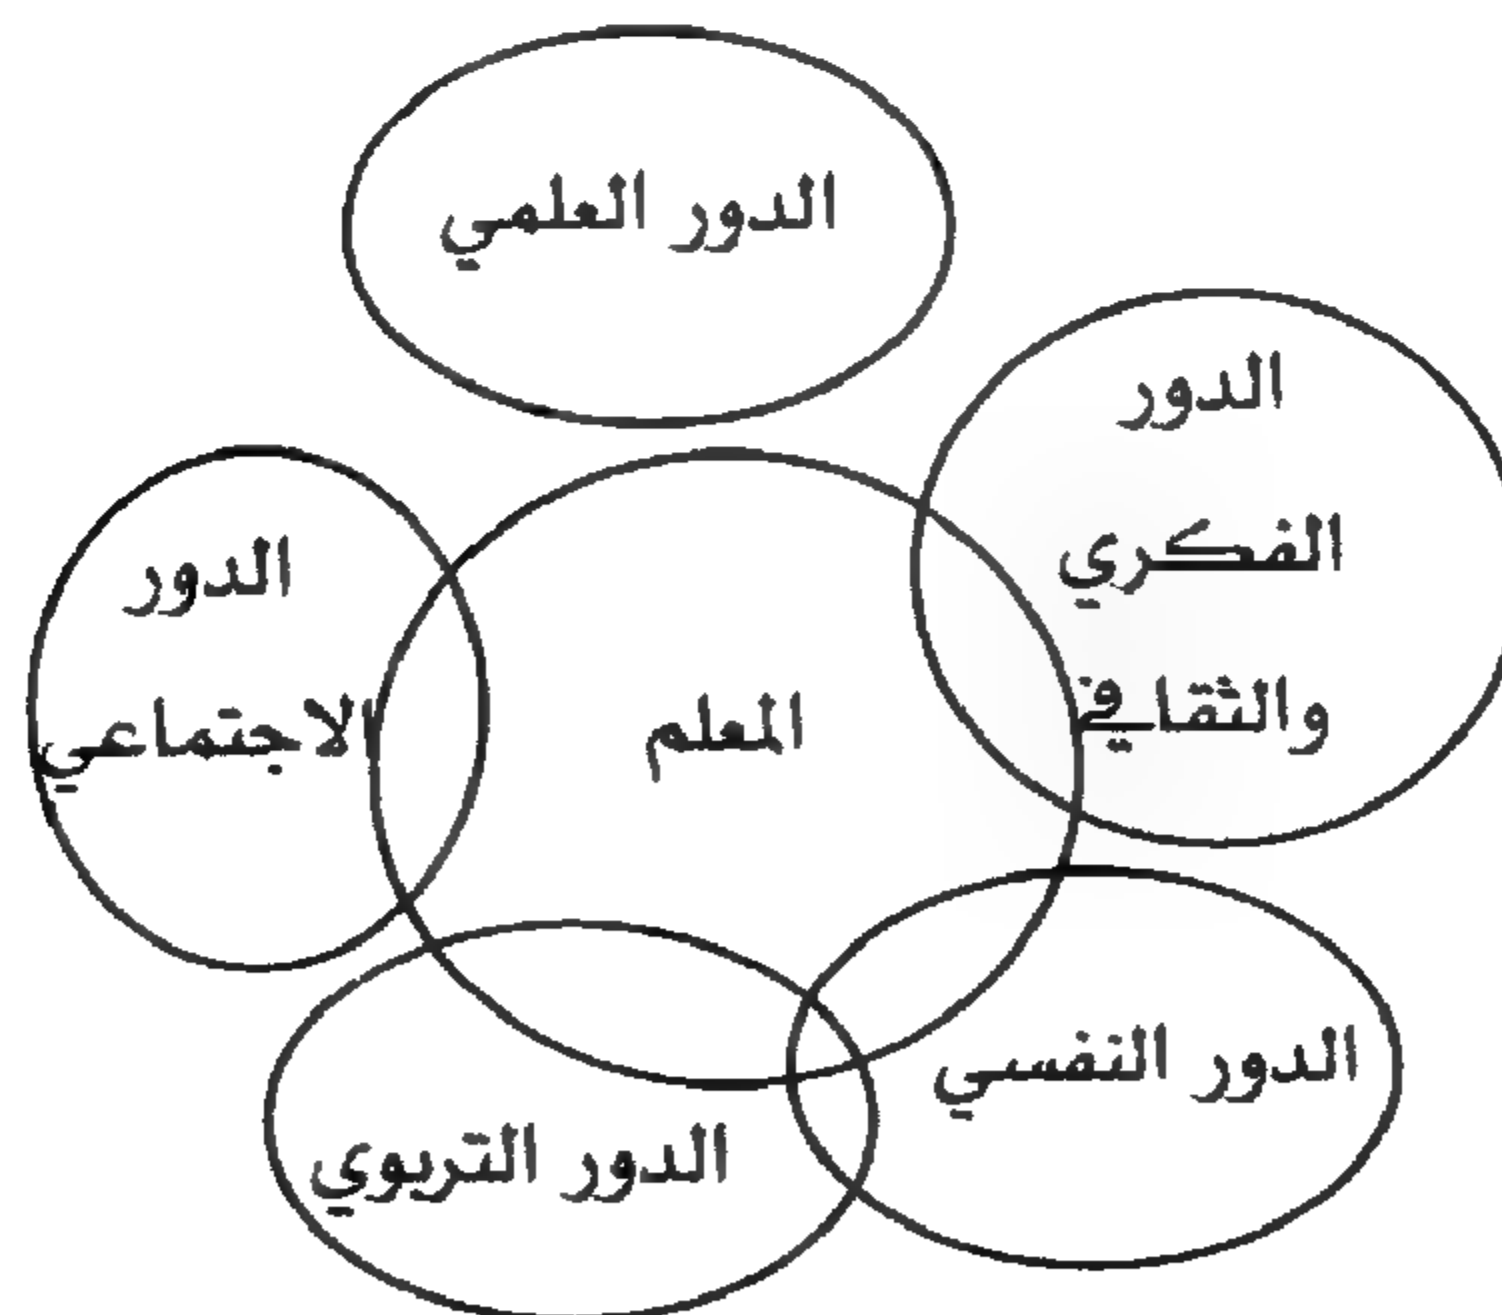 الدور العلمي
الدور
الفكري
والثقافي
الدور
الاجتماعي
المعلم
الدور النفسي
الدور التربوي